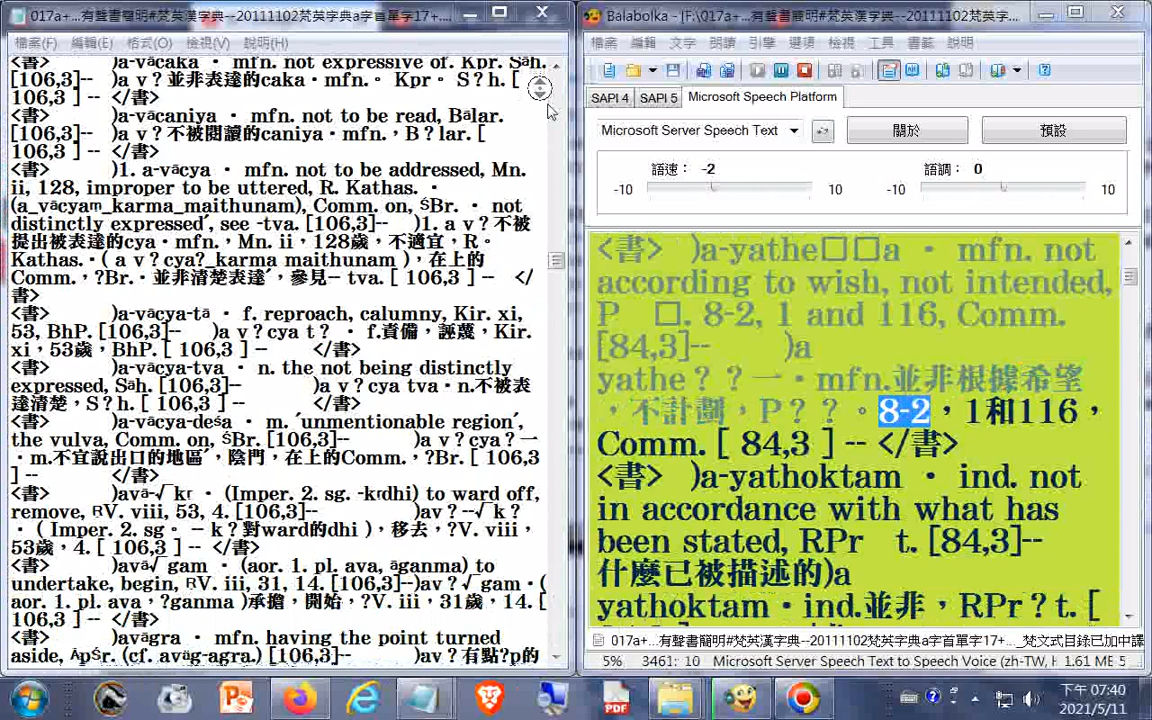 017a+...有聲書簡明#梵英漢字典--20111102梵英字典a字首單字17+...
檔案(F) 編輯(E) 格式(O) 檢視(V) 說明(H)
<書> )a-vācaka · mfn. not expressive of. Kpr. Sāh.
[106,3]-- )a v?並非表達的caka·mfn.。 Kpr。 S?h. [
106,3 ] -- </書>
<書> )a-vācaniya · mfn. not to be read, Bālar.
[106,3]-- )a v?不被閱讀的caniya·mfn.，B?lar. [
106,3 ] -- </書>
<書> )1. a-vācya · mfn. not to be addressed, Mn.
ii, 128, improper to be uttered, R. Kathas. ·
(a_vācyaṃ_karma_maithunam), Comm. on, ŚBr. · not
distinctly expressed', see -tva. [106,3]-- )1. a v?不被
提出被表達的cya·mfn.，Mn. ii，128歲，不適宜，R。
Kathas.·( a v?cya?_karma maithunam )，在上的
Comm.，?Br.·並非清楚表達'，參見－tva. [ 106,3 ] -- </
書>
<書> )a-vācya-tā · f. reproach, calumny, Kir. xi,
53, BhP. [106,3]-- )a v?cya t? · f.責備，誣蔑，Kir.
xi，53歲，BhP. [ 106,3 ] -- </書>
<書> )a-vācya-tva · n. the not being distinctly
expressed, Sāh. [106,3]-- )a v?cya tva·n.不被表
達清楚，S?h. [ 106,3 ] -- </書>
<書> )a-vācya-deśa · m. 'unmentionable region',
the vulva, Comm. on, ŚBr. · [106,3]-- )a v?cya?一
·m.不宜說出口的地區'，陰門，在上的Comm.，?Br. [ 106,3
] -- </書>
<書> )avā-√ kṛ · (Imper. 2. sg. -kṛdhi) to ward off,
remove, ṚV. viii, 53, 4. [106,3]-- )av?--√ k?
·( Imper. 2. sg。－k?對ward的dhi )，移去，?V. viii，
53歲，4. [ 106,3 ] -- </書>
<書> )avā√ gam · (aor. 1. pl. ava, āganma) to
undertake, begin, ṚV. iii, 31, 14. [106,3]--)av?√ gam·(
aor. 1. pl. ava，?ganma )承擔，開始，?V. iii，31歲，14. [
106,3 ] -- </書>
<書> )avāgra · mfn. having the point turned
aside, ĀpŚr. (cf. avāg-agra.) [106,3]-- )av?有點?p的
Balabolka - [F:\017a+...有聲書簡明#梵英漢字典--20111102梵英字...
檔案 編輯 文字 朗讀 引擎 選項 檢視 工具 書籤 說明
SAPI 4 SAPI 5 Microsoft Speech Platform
Microsoft Server Speech Text 關於 預設
語速： -2 語調： 0
-10 10 -10 10
<書> )a-yathe□□a · mfn. not
according to wish, not intended,
P □. 8-2, 1 and 116, Comm.
[84,3]-- )a
yathe？？一·mfn.並非根據希望
，不計劃，P？？。8-2，1和116，
Comm. [ 84,3 ] -- </書>
<書> )a-yathoktam · ind. not
in accordance with what has
been stated, RPr t. [84,3]--
什麼已被描述的)a
yathoktam·ind.並非，RPr？t. [
017a+...有聲書簡明#梵英漢字典--20111102梵英字典a字首單字17+..._梵文式目錄已加中譯
5% 3461: 10 Microsoft Server Speech Text to Speech Voice (zh-TW, H 1.61 MB 5
下午 07:40
2021/5/11